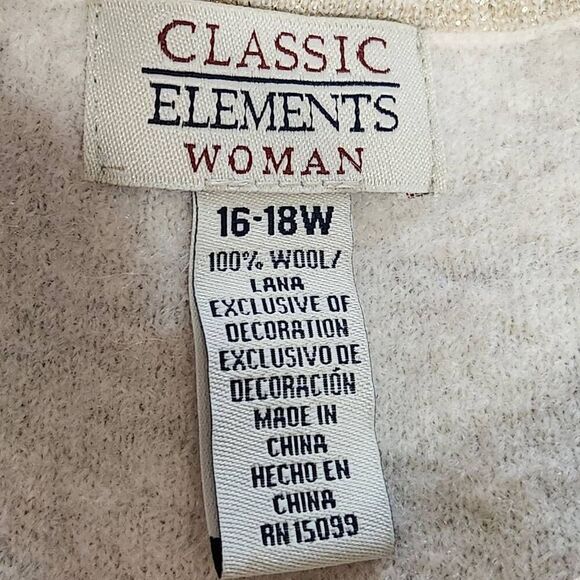 CLASSIC
ELEMENTS
WOMAN
16-18W
100% WOOL/
LANA
EXCLUSIVE OF
DECORATION
EXCLUSIVO DE
DECORACIÓN
MADE IN
CHINA
HECHO EN
CHINA
RN 15099